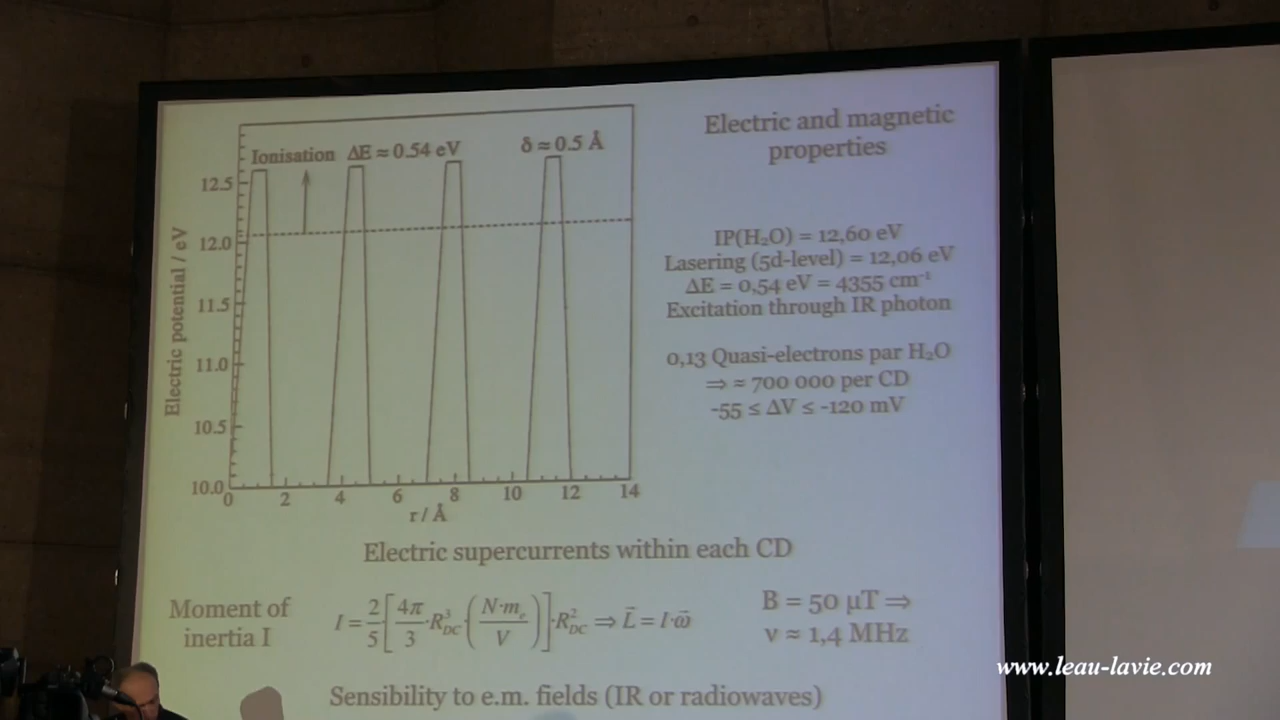 Electric and magnetic
properties
Ionisation ΔE ≈ 0.54 eV δ ≈ 0.5 Å
12.5
12.0
11.5
11.0
10.5
10.0
Electric potential / eV
0 2 4 6 8 10 12 14
r / Å
IP(H₂O) = 12,60 eV
Lasering (5d-level) = 12,06 eV
ΔE = 0,54 eV = 4355 cm⁻¹
Excitation through IR photon
0,13 Quasi-electrons par H₂O
⇒ ≈ 700 000 per CD
-55 ≤ ΔV ≤ -120 mV
Electric supercurrents within each CD
Moment of
inertia I
I = 2/5 [4π/3 · R³_DC · (N·mₑ/V)] · R²_DC ⇒ L⃗ = I·ω⃗
B = 50 µT ⇒
ν ≈ 1,4 MHz
www.leau-lavie.com
Sensibility to e.m. fields (IR or radiowaves)